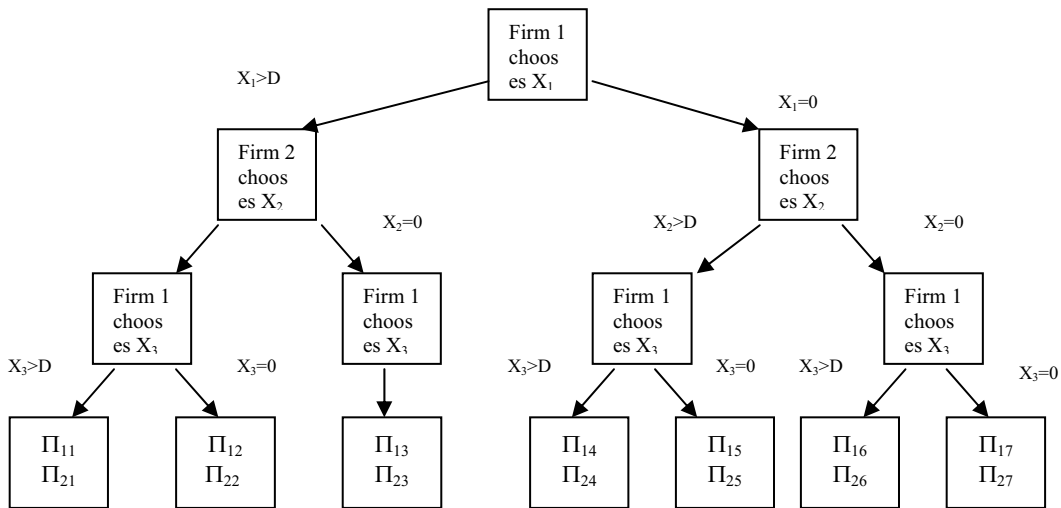 Firm 1
choos
es X₁
X₁>D
X₁=0
Firm 2
choos
es X₂
Firm 2
choos
es X₂
X₂=0
X₂>D
X₂=0
Firm 1
choos
es X₃
Firm 1
choos
es X₃
Firm 1
choos
es X₃
Firm 1
choos
es X₃
X₃>D
X₃=0
X₃>D
X₃=0
X₃>D
X₃=0
Π₁₁
Π₂₁
Π₁₂
Π₂₂
Π₁₃
Π₂₃
Π₁₄
Π₂₄
Π₁₅
Π₂₅
Π₁₆
Π₂₆
Π₁₇
Π₂₇